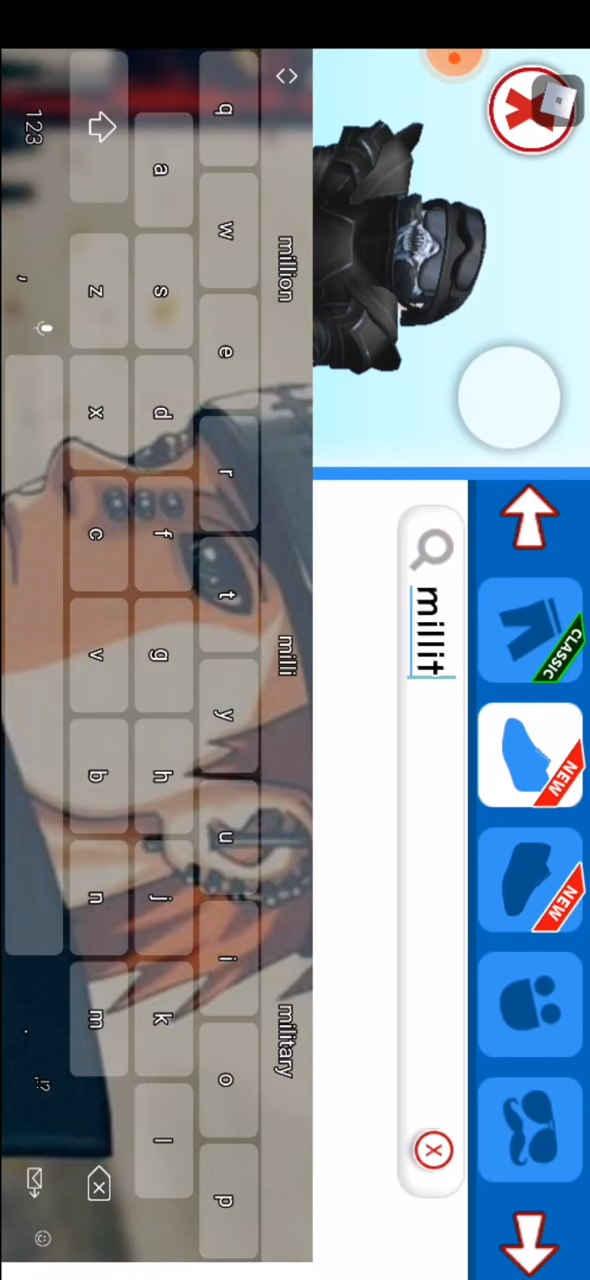 CLASSIC
NEW
NEW
millit
million
milli
military
q w e r t y u i o p
a s d f g h j k l
z x c v b n m
123
,
.
.!?